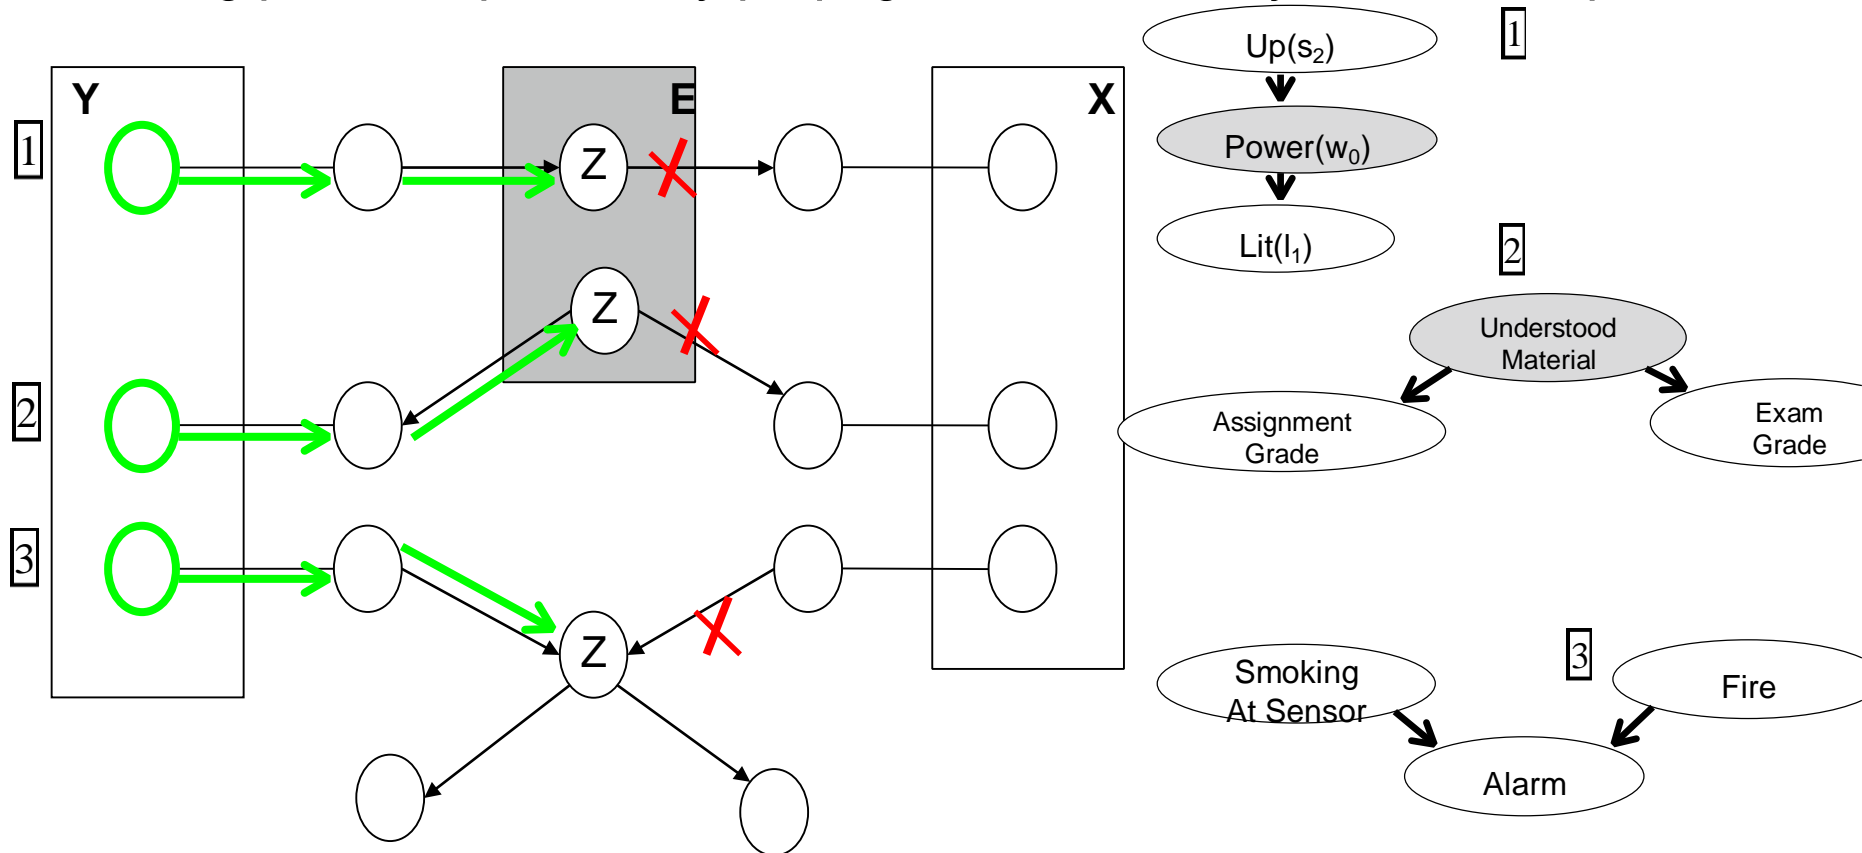 Y
E
X
1
Z
Z
2
3
Z
1
Up(s₂)
Power(w₀)
Lit(l₁)
2
Understood
Material
Assignment
Grade
Exam
Grade
3
Smoking
At Sensor
Fire
Alarm